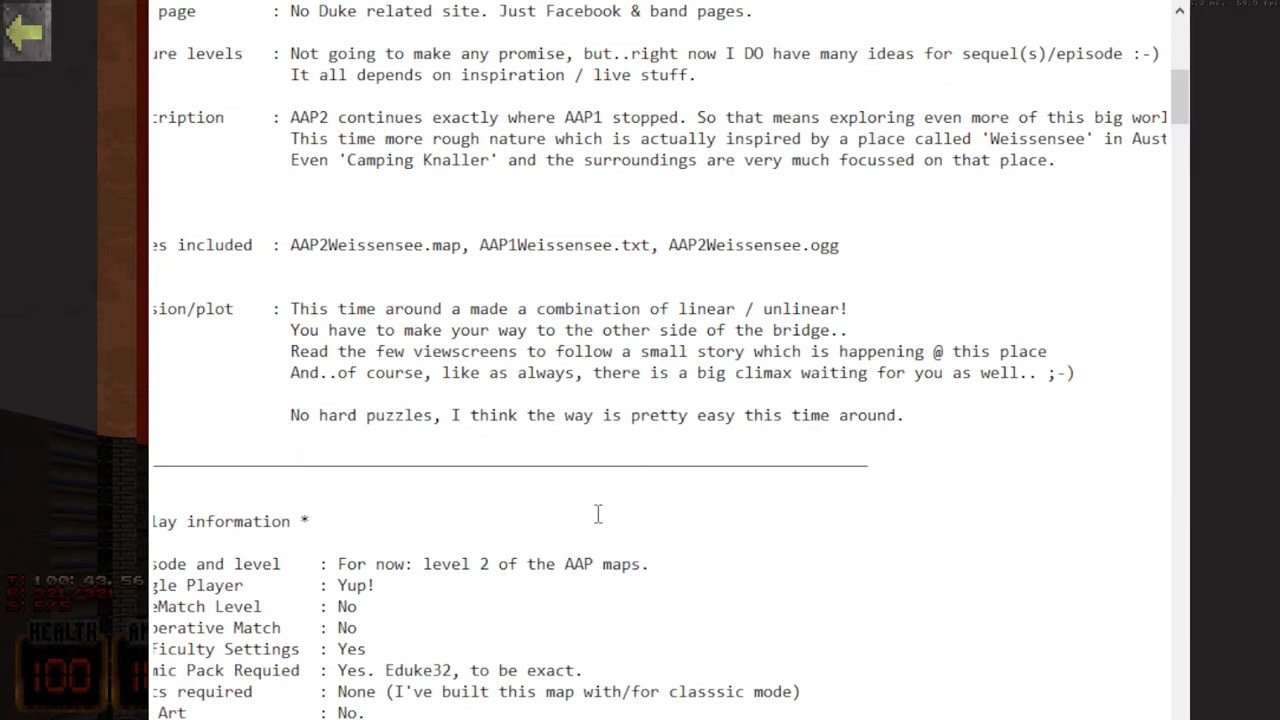 page : No Duke related site. Just Facebook & band pages.
ure levels : Not going to make any promise, but..right now I DO have many ideas for sequel(s)/episode :-)
It all depends on inspiration / live stuff.
cription : AAP2 continues exactly where AAP1 stopped. So that means exploring even more of this big worl
This time more rough nature which is actually inspired by a place called 'Weissensee' in Aust
Even 'Camping Knaller' and the surroundings are very much focussed on that place.
es included : AAP2Weissensee.map, AAP1Weissensee.txt, AAP2Weissensee.ogg
sion/plot : This time around a made a combination of linear / unlinear!
You have to make your way to the other side of the bridge..
Read the few viewscreens to follow a small story which is happening @ this place
And..of course, like as always, there is a big climax waiting for you as well.. ;-)
No hard puzzles, I think the way is pretty easy this time around.
lay information *
sode and level : For now: level 2 of the AAP maps.
gle Player : Yup!
eMatch Level : No
perative Match : No
ficulty Settings : Yes
mic Pack Requied : Yes. Eduke32, to be exact.
ts required : None (I've built this map with/for classsic mode)
Art : No.
T: 100:43.56
K: 321/321
S: 5/5
HEALTH
100